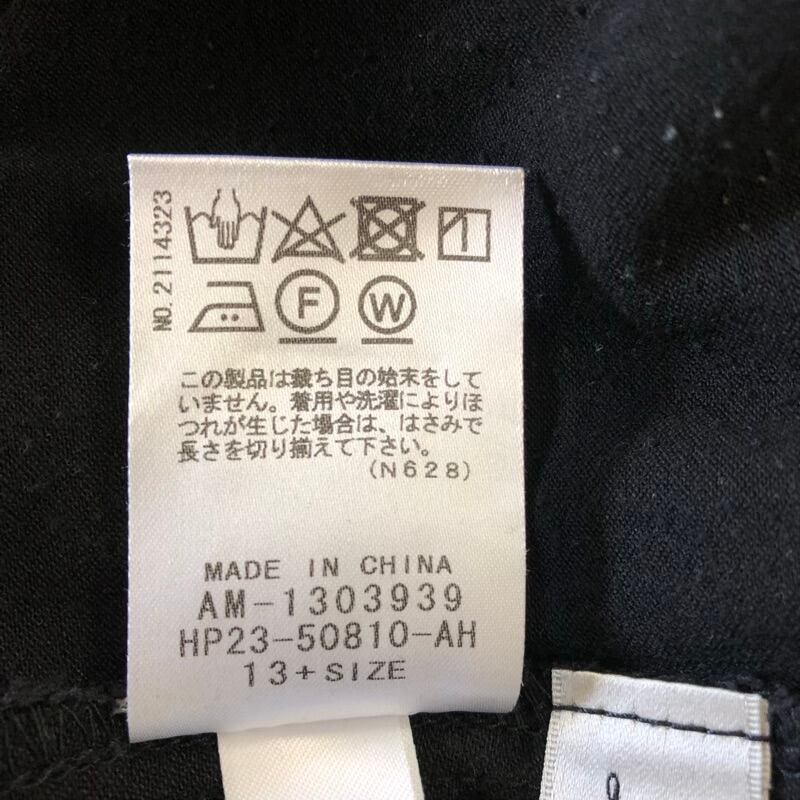 NO.2114323
F W
この製品は裁ち目の始末をして
いません。着用や洗濯によりほ
つれが生じた場合は、はさみで
長さを切り揃えて下さい。
(N628)
MADE IN CHINA
AM-1303939
HP23-50810-AH
13+SIZE